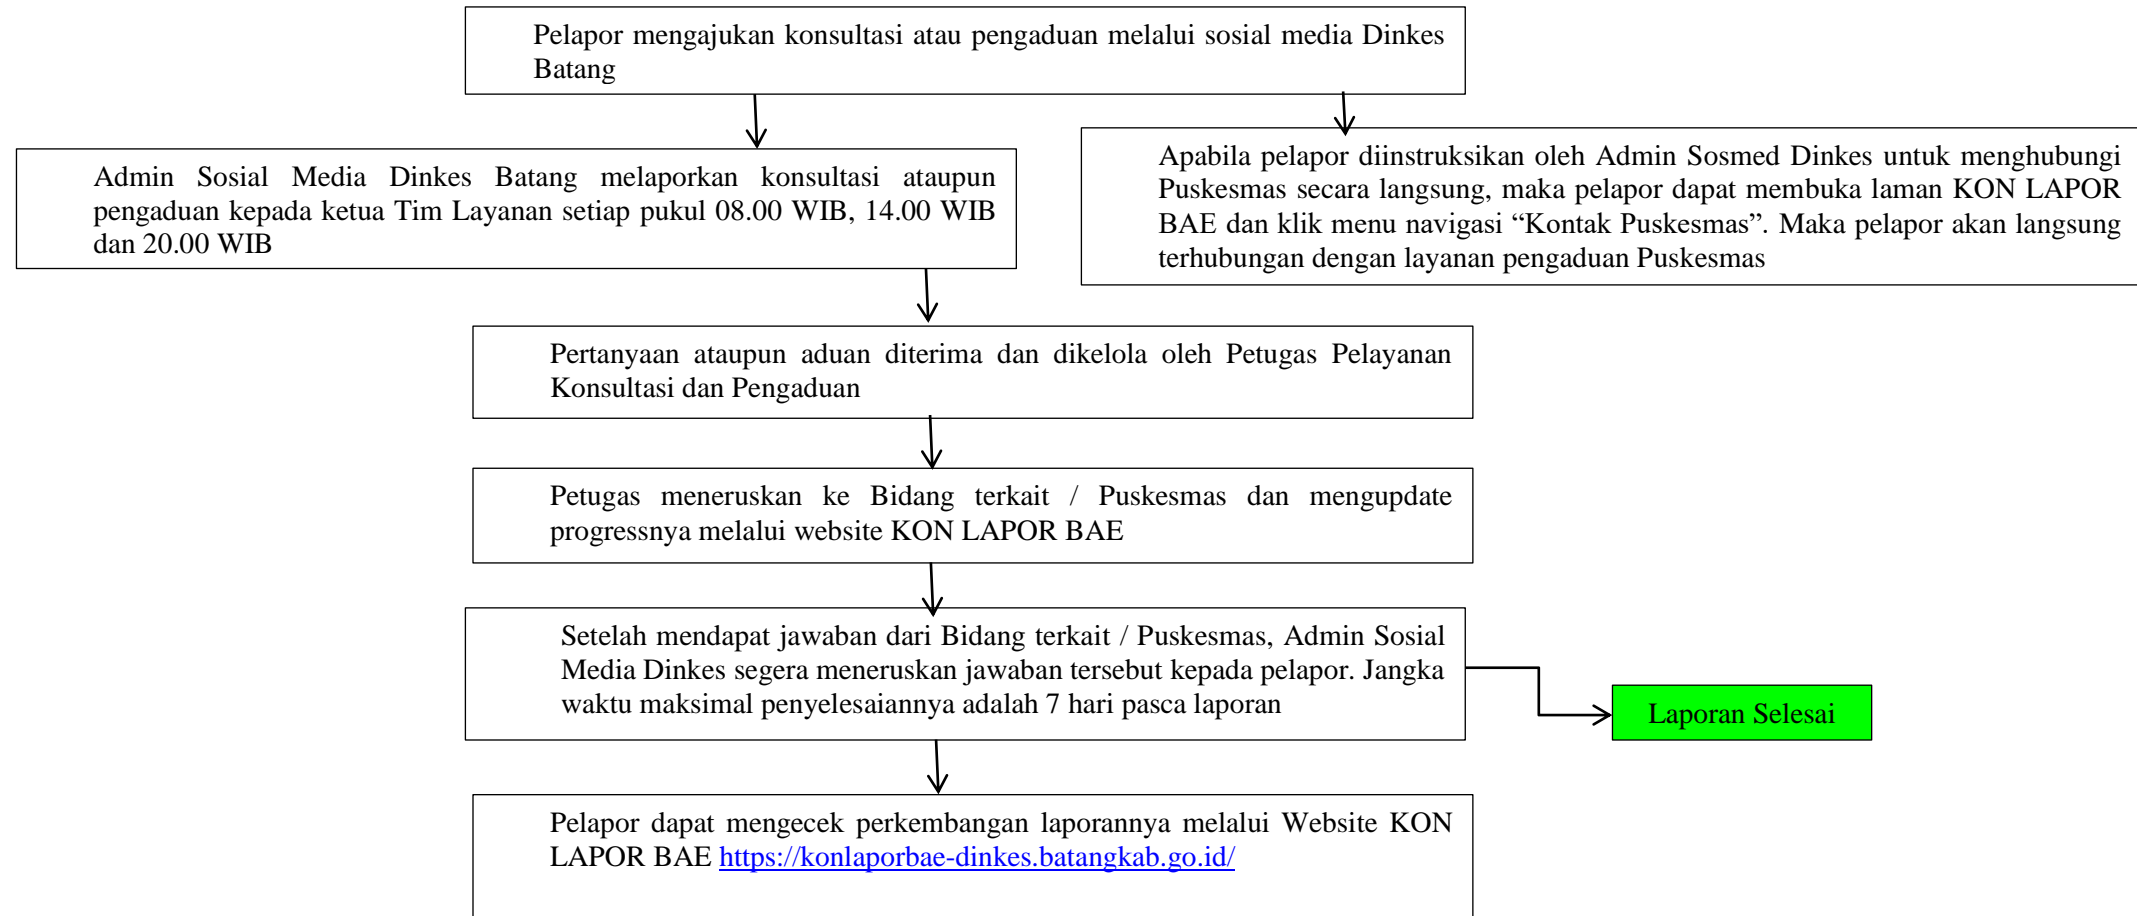 Pelapor mengajukan konsultasi atau pengaduan melalui sosial media Dinkes
Batang
Admin Sosial Media Dinkes Batang melaporkan konsultasi ataupun
pengaduan kepada ketua Tim Layanan setiap pukul 08.00 WIB, 14.00 WIB
dan 20.00 WIB
Apabila pelapor diinstruksikan oleh Admin Sosmed Dinkes untuk menghubungi
Puskesmas secara langsung, maka pelapor dapat membuka laman KON LAPOR
BAE dan klik menu navigasi “Kontak Puskesmas”. Maka pelapor akan langsung
terhubungan dengan layanan pengaduan Puskesmas
Pertanyaan ataupun aduan diterima dan dikelola oleh Petugas Pelayanan
Konsultasi dan Pengaduan
Petugas meneruskan ke Bidang terkait / Puskesmas dan mengupdate
progressnya melalui website KON LAPOR BAE
Setelah mendapat jawaban dari Bidang terkait / Puskesmas, Admin Sosial
Media Dinkes segera meneruskan jawaban tersebut kepada pelapor. Jangka
waktu maksimal penyelesaiannya adalah 7 hari pasca laporan
Laporan Selesai
Pelapor dapat mengecek perkembangan laporannya melalui Website KON
LAPOR BAE https://konlaporbae-dinkes.batangkab.go.id/